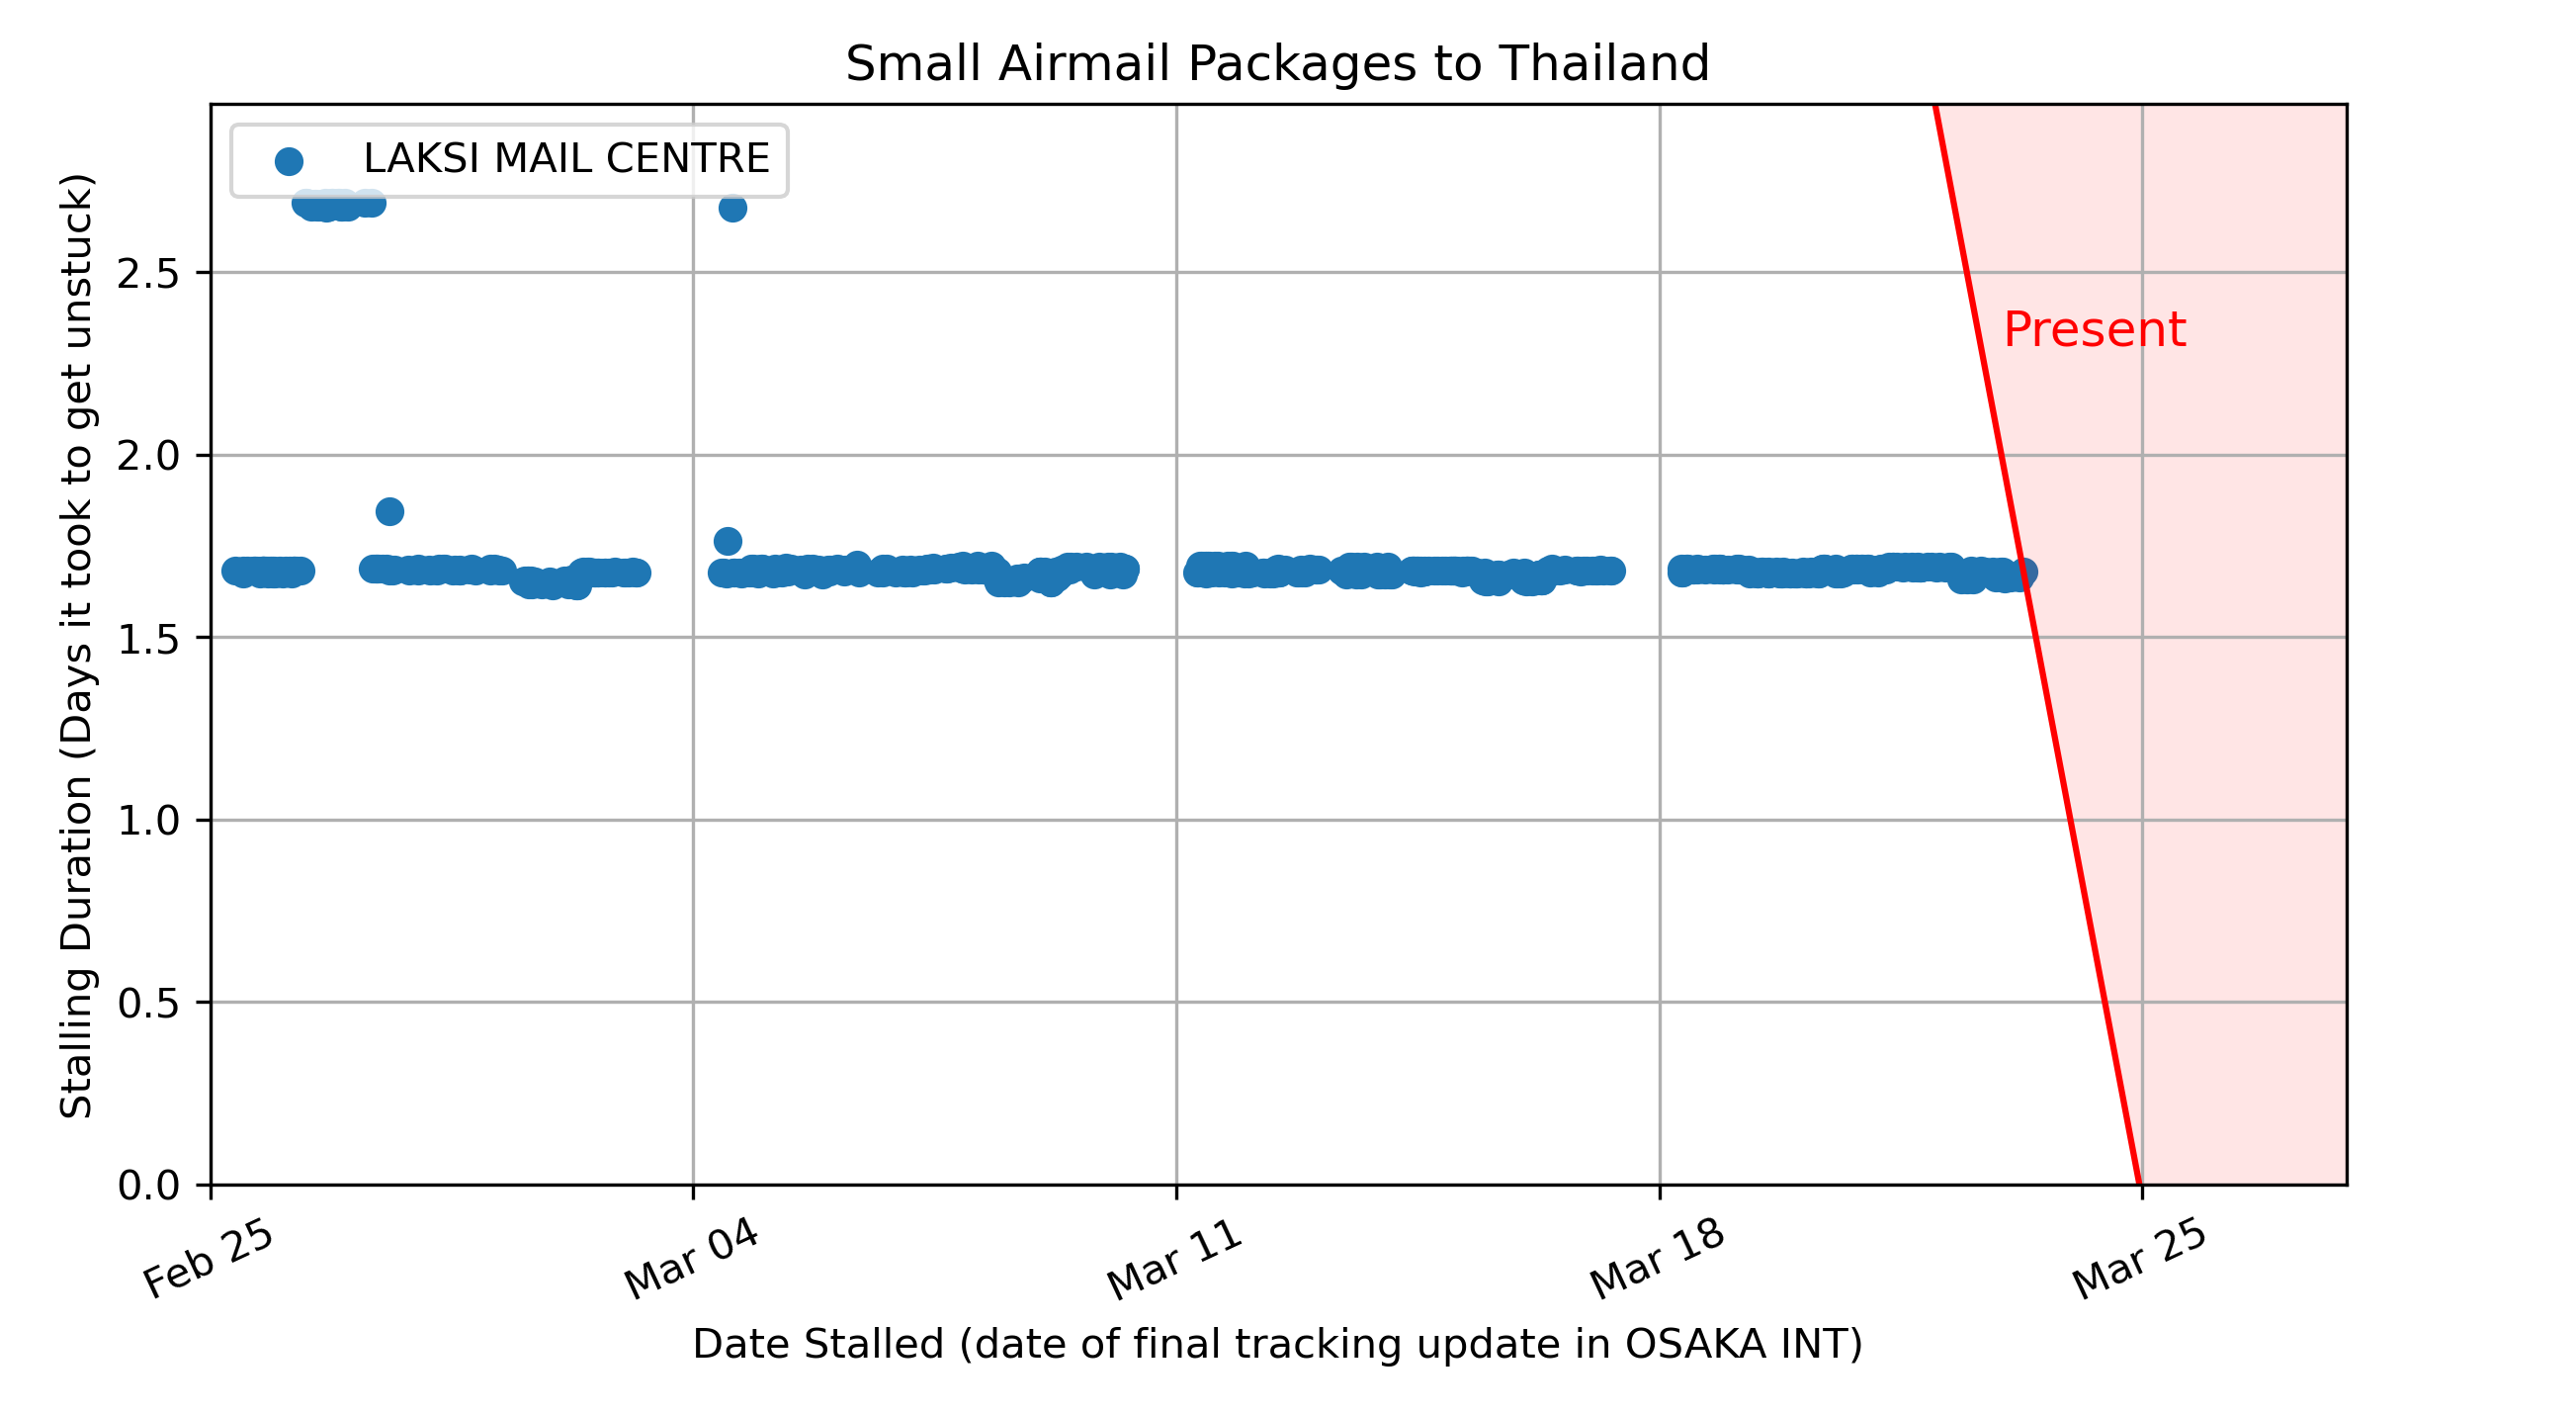 Small Airmail Packages to Thailand
LAKSI MAIL CENTRE
Present
Stalling Duration (Days it took to get unstuck)
2.5
2.0
1.5
1.0
0.5
0.0
Feb 25
Mar 04
Mar 11
Mar 18
Mar 25
Date Stalled (date of final tracking update in OSAKA INT)